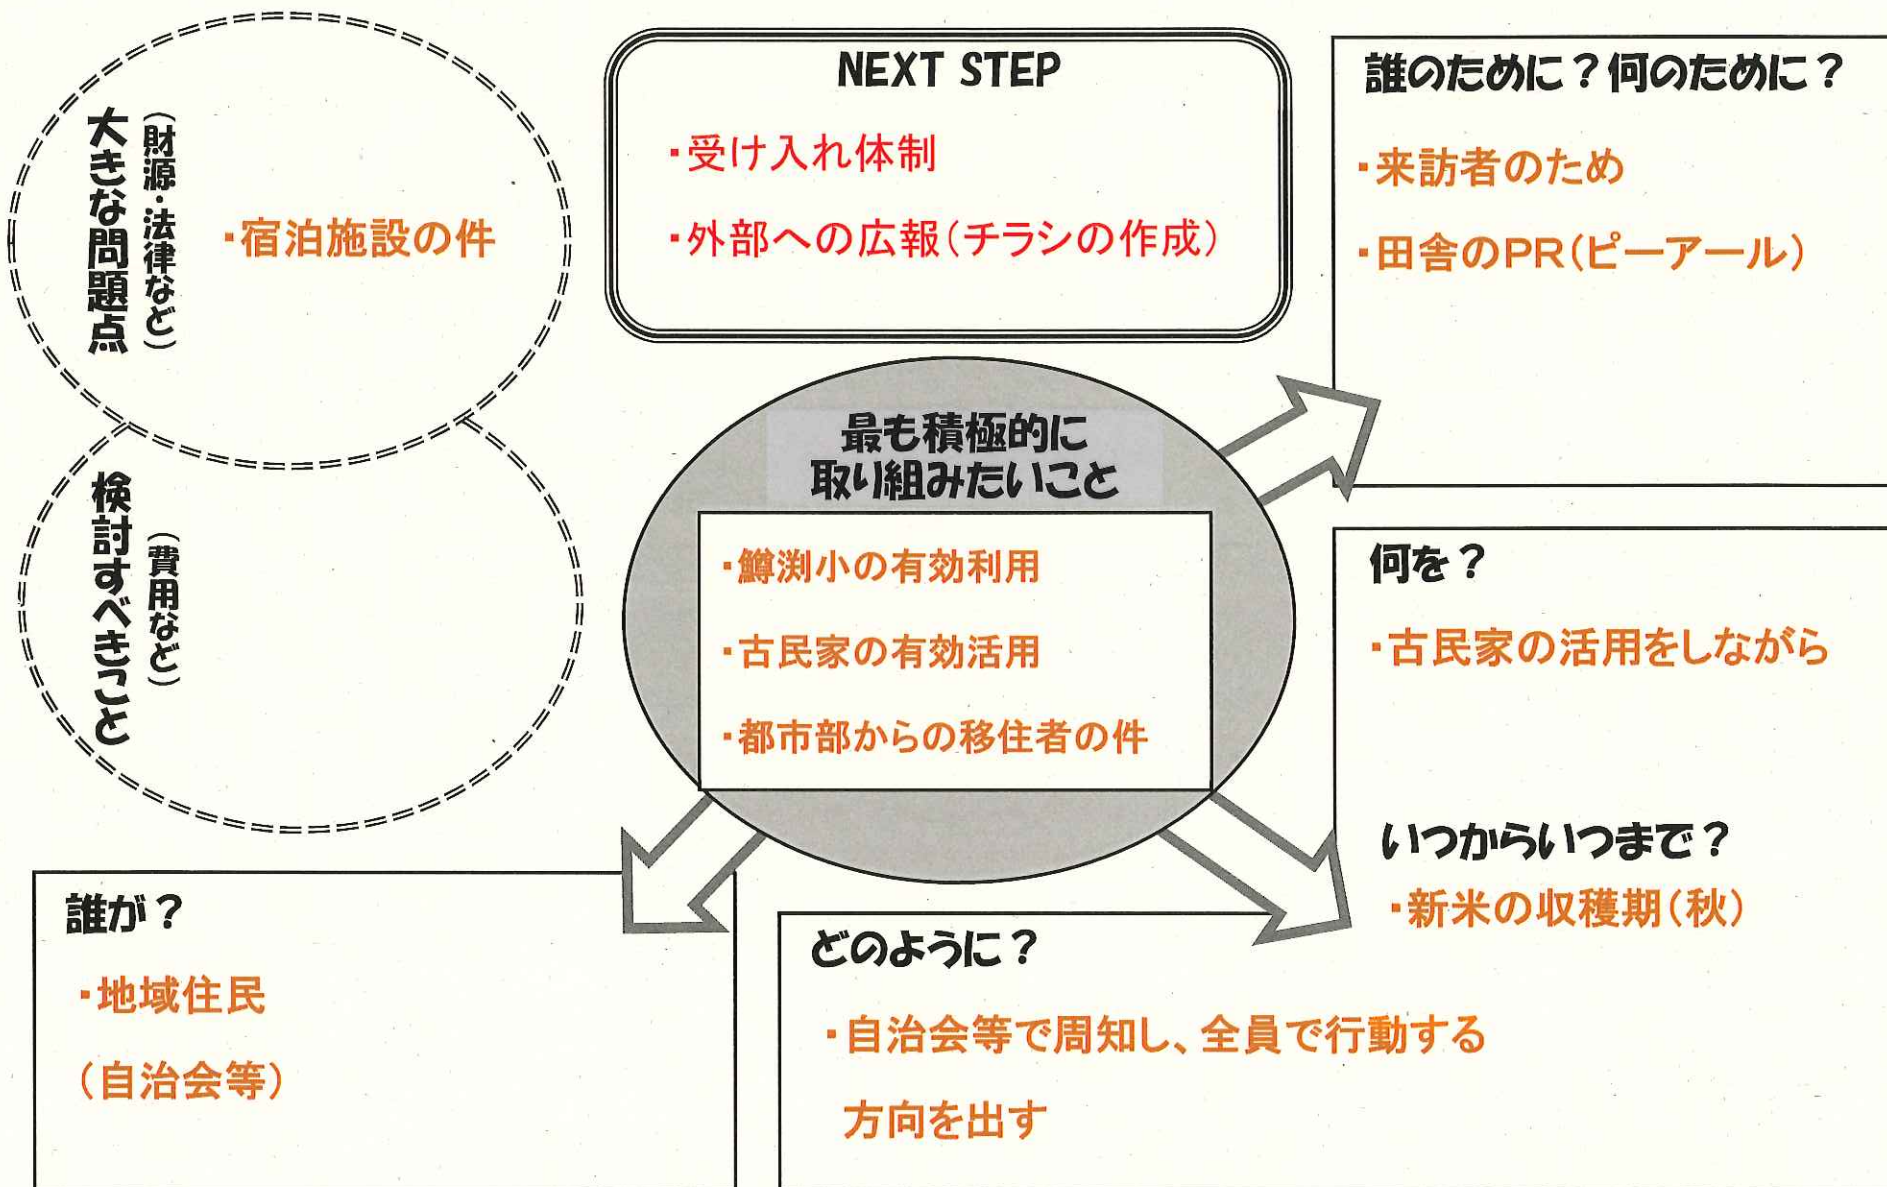 大きな問題点
(財源・法律など)
・宿泊施設の件
検討すべきこと
(費用など)
NEXT STEP
・受け入れ体制
・外部への広報(チラシの作成)
誰のために?何のために?
・来訪者のため
・田舎のPR(ピーアール)
最も積極的に
取り組みたいこと
・鱒渕小の有効利用
・古民家の有効活用
・都市部からの移住者の件
何を?
・古民家の活用をしながら
いつからいつまで?
・新米の収穫期(秋)
誰が?
・地域住民
(自治会等)
どのように?
・自治会等で周知し、全員で行動する
方向を出す